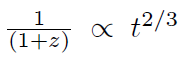 1/(1+z) ∝ t^{2/3}